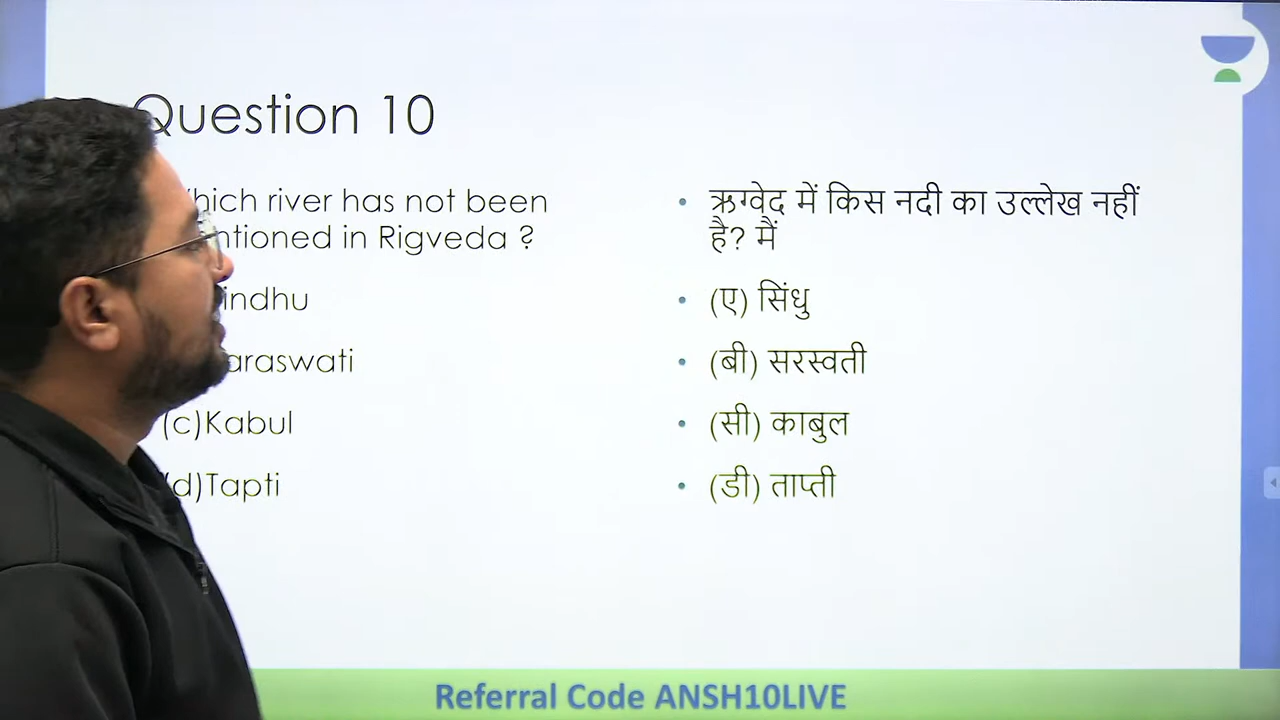 Question 10
hich river has not been
ntioned in Rigveda ?
indhu
araswati
(c)Kabul
d)Tapti
ऋग्वेद में किस नदी का उल्लेख नहीं
है? मैं
(ए) सिंधु
(बी) सरस्वती
(सी) काबुल
(डी) ताप्ती
Referral Code ANSH10LIVE